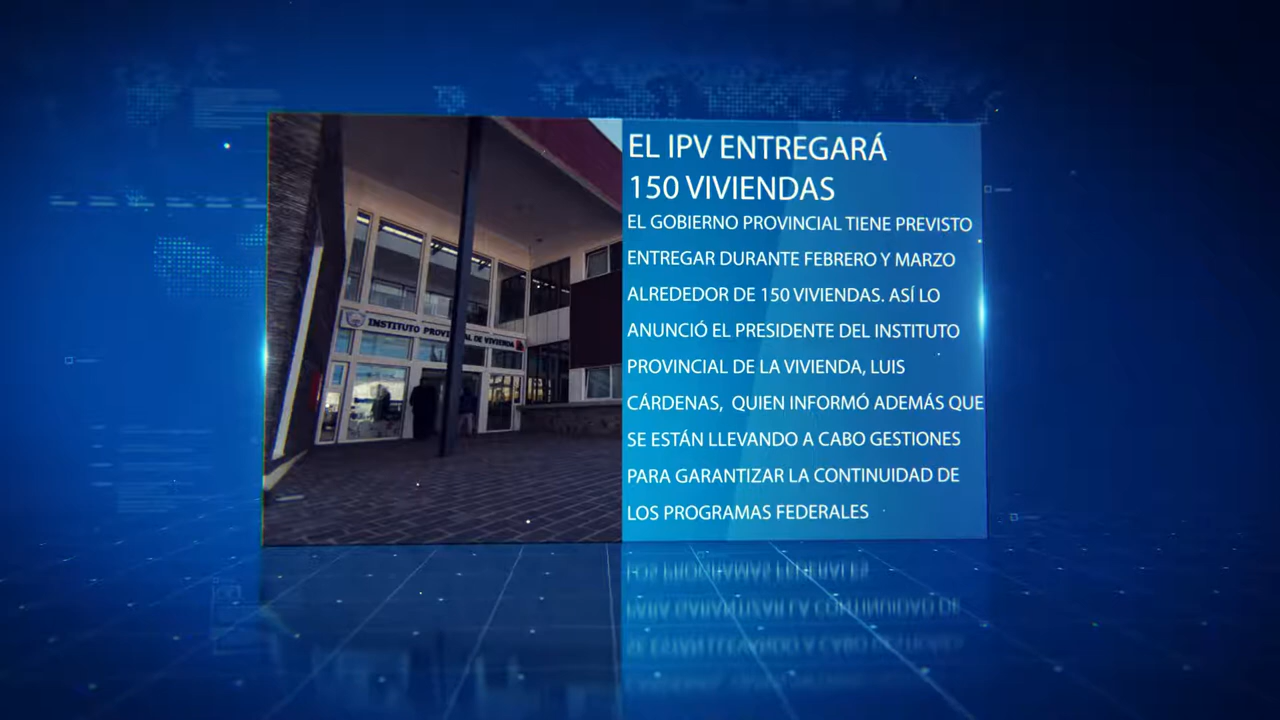 EL IPV ENTREGARÁ
150 VIVIENDAS
EL GOBIERNO PROVINCIAL TIENE PREVISTO
ENTREGAR DURANTE FEBRERO Y MARZO
ALREDEDOR DE 150 VIVIENDAS. ASÍ LO
ANUNCIÓ EL PRESIDENTE DEL INSTITUTO
PROVINCIAL DE LA VIVIENDA, LUIS
CÁRDENAS, QUIEN INFORMÓ ADEMÁS QUE
SE ESTÁN LLEVANDO A CABO GESTIONES
PARA GARANTIZAR LA CONTINUIDAD DE
LOS PROGRAMAS FEDERALES
INSTITUTO PROVINCIAL DE VIVIENDA